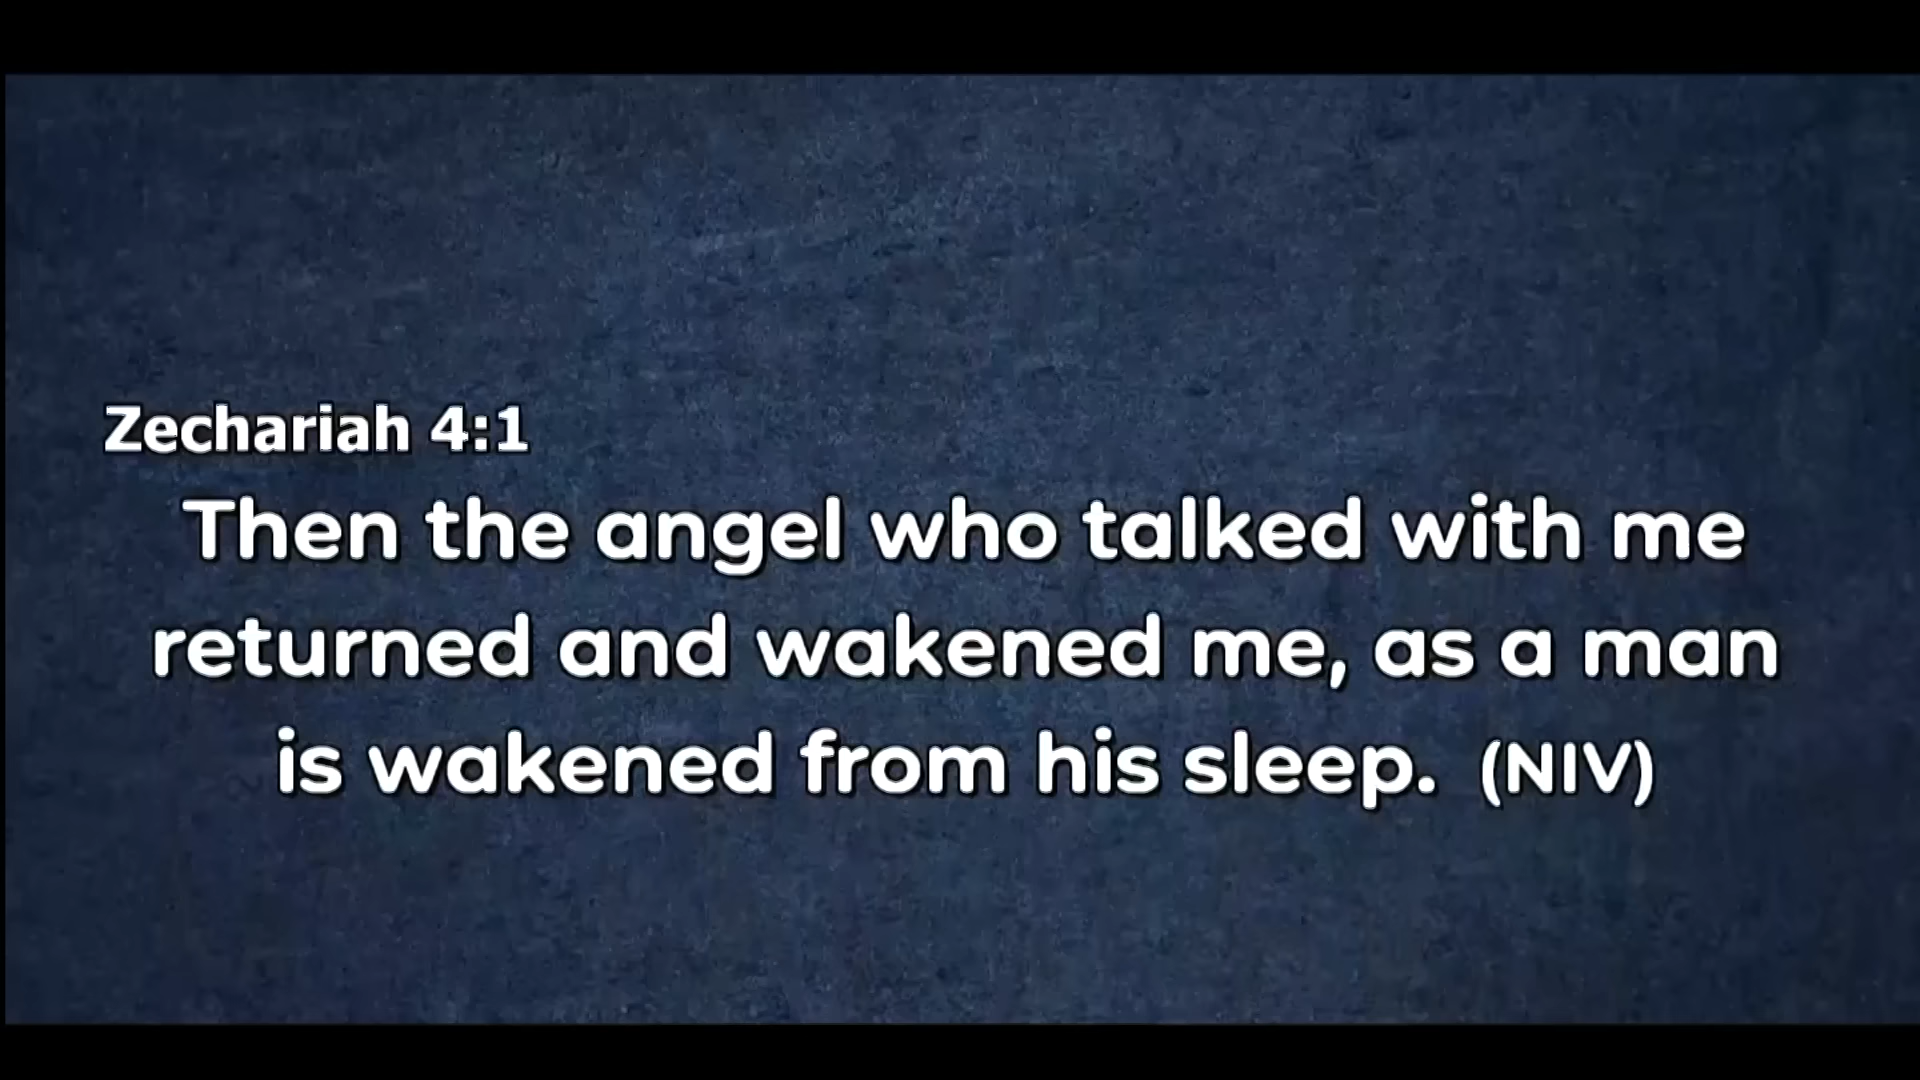 Zechariah 4:1
Then the angel who talked with me
returned and wakened me, as a man
is wakened from his sleep. (NIV)